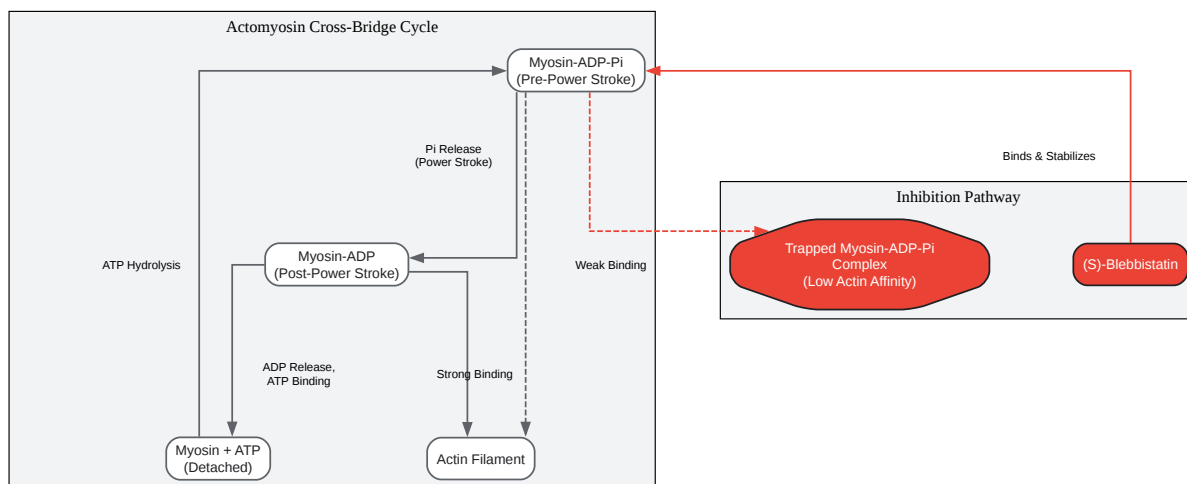 Actomyosin Cross-Bridge Cycle
Myosin-ADP-Pi
(Pre-Power Stroke)
Pi Release
(Power Stroke)
Binds & Stabilizes
Inhibition Pathway
Trapped Myosin-ADP-Pi
Complex
(Low Actin Affinity)
(S)-Blebbistatin
Myosin-ADP
(Post-Power Stroke)
ATP Hydrolysis
Weak Binding
ADP Release,
ATP Binding
Strong Binding
Myosin + ATP
(Detached)
Actin Filament